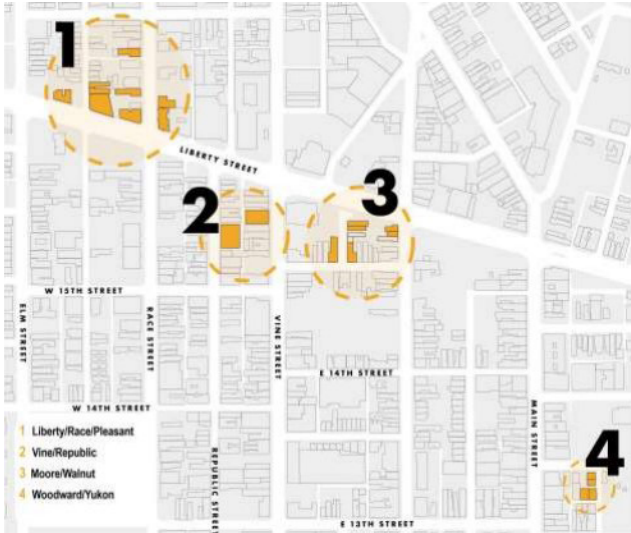 1
LIBERTY STREET
2
3
W 15TH STREET
ELM STREET
RACE STREET
VINE STREET
E 14TH STREET
W 14TH STREET
MAIN STREET
1 Liberty/Race/Pleasant
2 Vine/Republic
3 Moore/Walnut
4 Woodward/Yukon
REPUBLIC STREET
4
E 13TH STREET